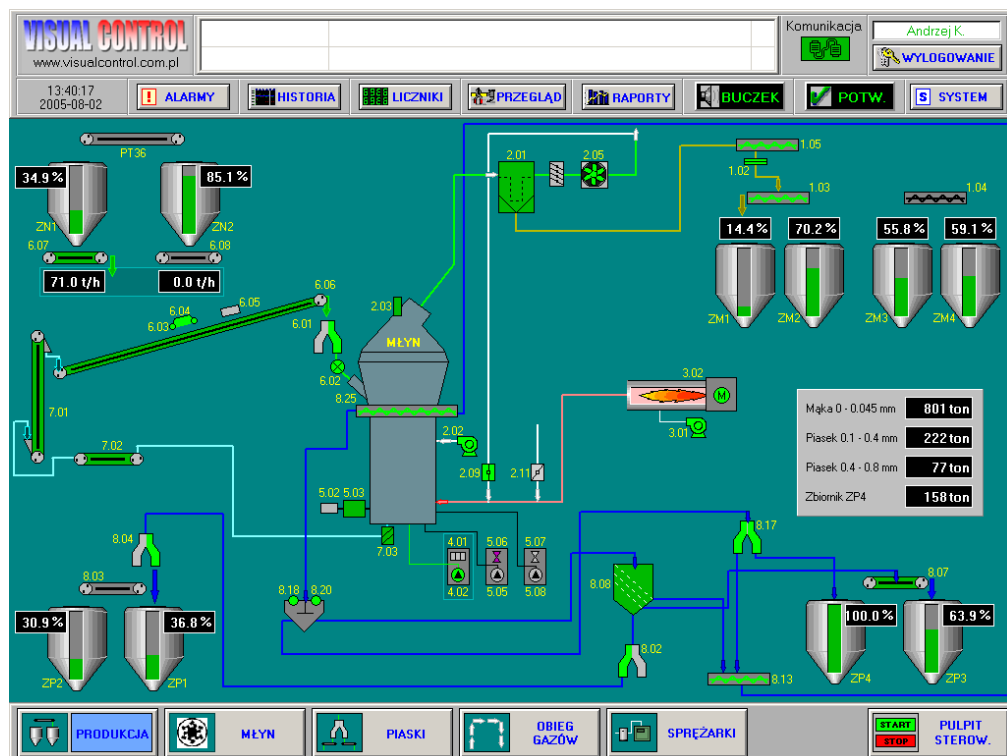 VISUAL CONTROL
www.visualcontrol.com.pl
Komunikacja
Andrzej K.
WYLOGOWANIE
13:40:17
2005-08-02
ALARMY
HISTORIA
LICZNIKI
PRZEGLĄD
RAPORTY
BUCZEK
POTW.
S SYSTEM
PT36
34.9 %
85.1 %
ZN1
ZN2
6.07
6.08
71.0 t/h
0.0 t/h
6.03
6.04
6.05
6.06
6.01
6.02
7.01
7.02
2.03
MŁYN
8.25
2.01
2.05
1.05
1.02
1.03
1.04
14.4 %
70.2 %
55.8 %
59.1 %
ZM1
ZM2
ZM3
ZM4
3.02
M
3.01
2.02
2.09
2.11
5.02
5.03
7.03
4.01
4.02
5.06
5.05
5.07
5.08
Mąka 0 - 0.045 mm 801 ton
Piasek 0.1 - 0.4 mm 222 ton
Piasek 0.4 - 0.8 mm 77 ton
Zbiornik ZP4 158 ton
8.04
8.03
30.9 %
36.8 %
ZP2
ZP1
8.18
8.20
8.08
8.02
8.17
8.07
8.13
100.0 %
63.9 %
ZP4
ZP3
PRODUKCJA
MŁYN
PIASKI
OBIEG
GAZÓW
SPRĘŻARKI
START
STOP
PULPIT
STEROW.